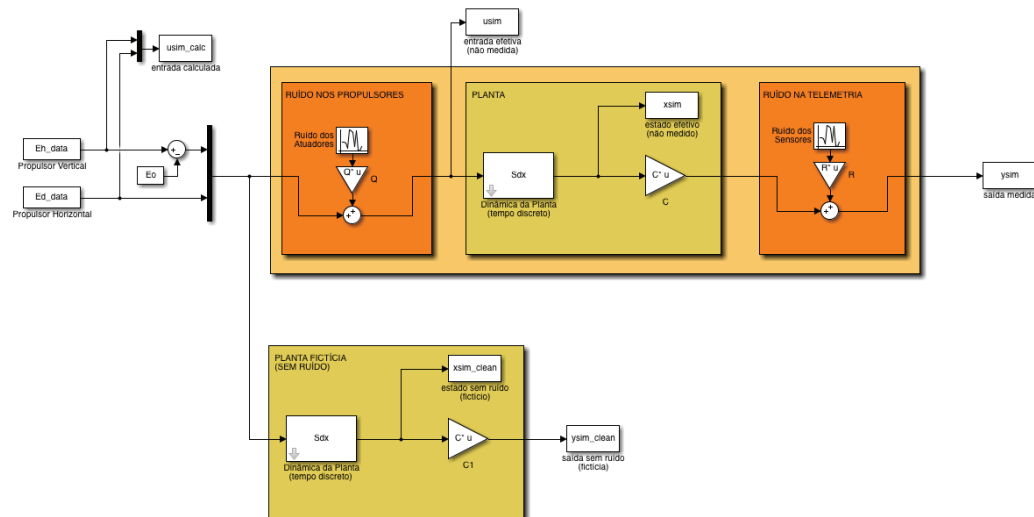 usim
entrada efetiva
(não medida)
usim_calc
entrada calculada
RUÍDO NOS PROPULSORES
PLANTA
RUÍDO NA TELEMETRIA
xsim
estado efetivo
(não medido)
Ruído dos
Atuadores
Ruído dos
Sensores
Eh_data
Propulsor Vertical
Eo
Q* u
Q
Sdx
Dinâmica da Planta
(tempo discreto)
C* u
C
R* u
R
ysim
saída medida
Ed_data
Propulsor Horizontal
PLANTA FICTÍCIA
(SEM RUÍDO)
xsim_clean
estado sem ruído
(fictício)
Sdx
Dinâmica da Planta
(tempo discreto)
C* u
C1
ysim_clean
saída sem ruído
(fictícia)